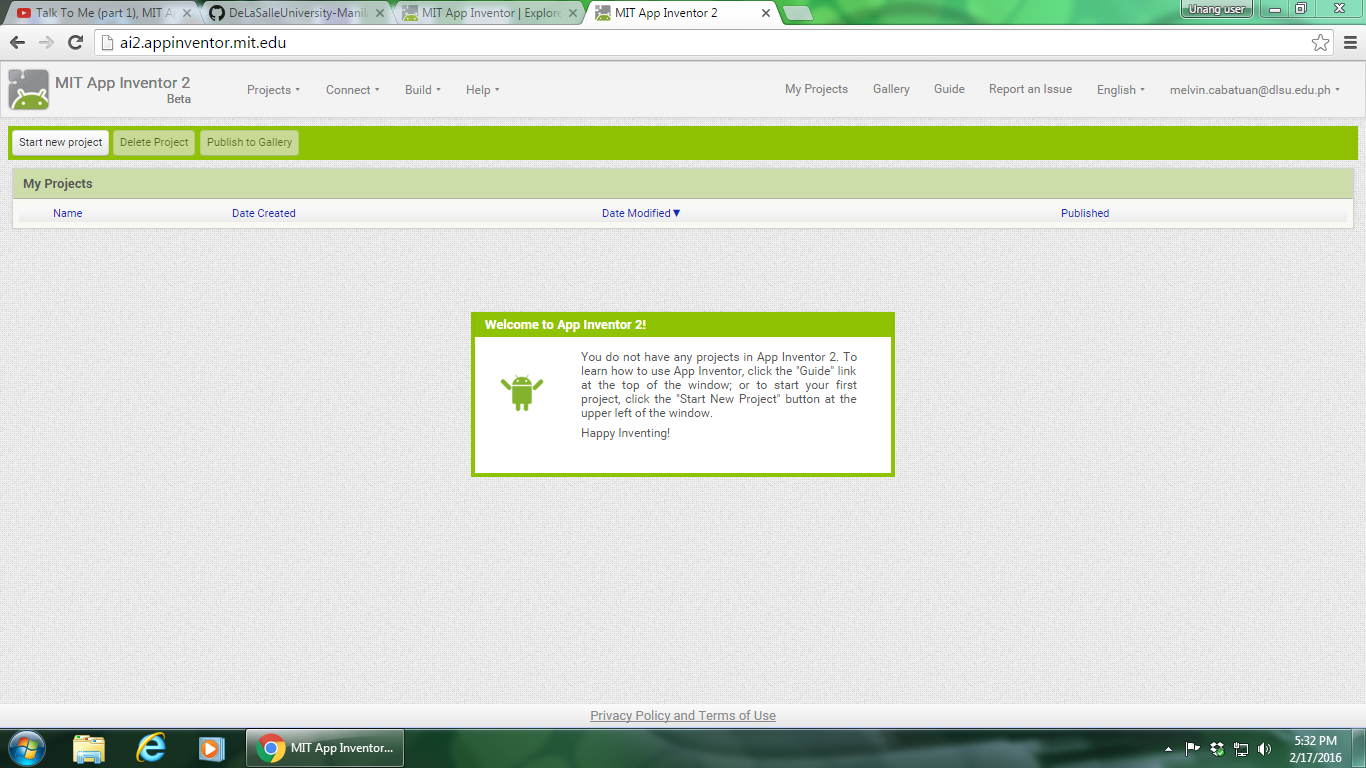 Talk To Me (part 1), MIT A
DeLaSalleUniversity-Manil
MIT App Inventor | Explore
MIT App Inventor 2
Unang user
ai2.appinventor.mit.edu
MIT App Inventor 2
Beta
Projects
Connect
Build
Help
My Projects
Gallery
Guide
Report an Issue
English
melvin.cabatuan@dlsu.edu.ph
Start new project
Delete Project
Publish to Gallery
My Projects
Name
Date Created
Date Modified▼
Published
Welcome to App Inventor 2!
You do not have any projects in App Inventor 2. To
learn how to use App Inventor, click the "Guide" link
at the top of the window; or to start your first
project, click the "Start New Project" button at the
upper left of the window.
Happy Inventing!
Privacy Policy and Terms of Use
MIT App Inventor...
5:32 PM
2/17/2016